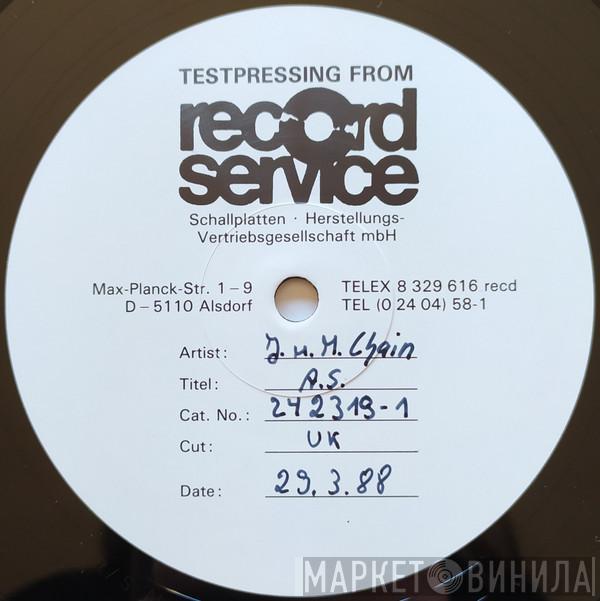 TESTPRESSING FROM
record
service
Schallplatten · Herstellungs-
Vertriebsgesellschaft mbH
Max-Planck-Str. 1–9
D–5110 Alsdorf
TELEX 8 329 616 recd
TEL (0 24 04) 58-1
Artist: J. u. M. Chain
Titel: A.S.
Cat. No.: 242319-1
Cut: UK
Date: 29.3.88
МАРКЕТ ВИНИЛА